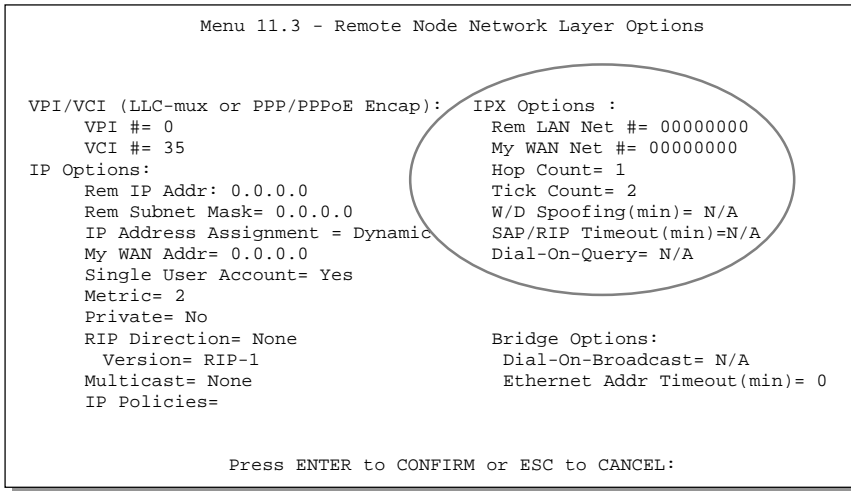 Menu 11.3 - Remote Node Network Layer Options
VPI/VCI (LLC-mux or PPP/PPPoE Encap): IPX Options :
VPI #= 0 Rem LAN Net #= 00000000
VCI #= 35 My WAN Net #= 00000000
IP Options: Hop Count= 1
Rem IP Addr: 0.0.0.0 Tick Count= 2
Rem Subnet Mask= 0.0.0.0 W/D Spoofing(min)= N/A
IP Address Assignment = Dynamic SAP/RIP Timeout(min)=N/A
My WAN Addr= 0.0.0.0 Dial-On-Query= N/A
Single User Account= Yes
Metric= 2
Private= No
RIP Direction= None Bridge Options:
Version= RIP-1 Dial-On-Broadcast= N/A
Multicast= None Ethernet Addr Timeout(min)= 0
IP Policies=
Press ENTER to CONFIRM or ESC to CANCEL: